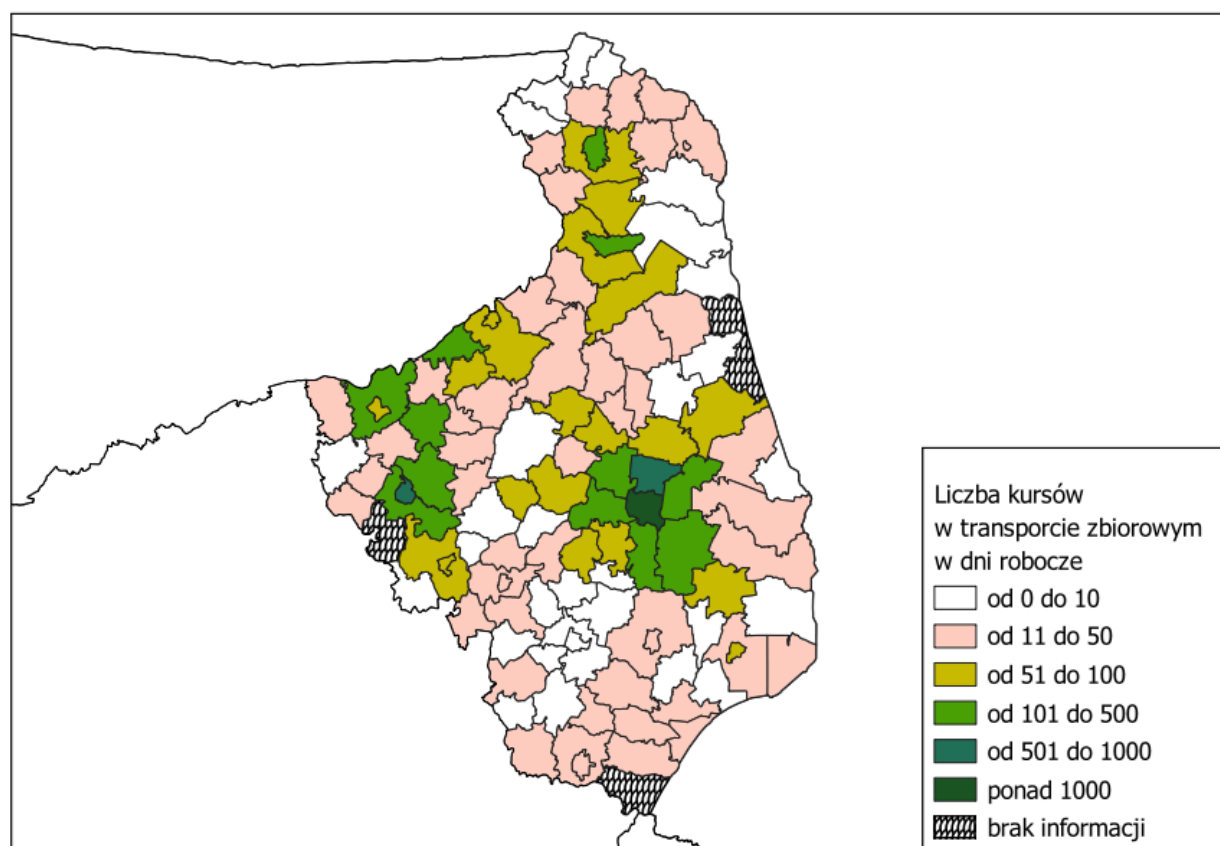 Liczba kursów
w transporcie zbiorowym
w dni robocze
od 0 do 10
od 11 do 50
od 51 do 100
od 101 do 500
od 501 do 1000
ponad 1000
brak informacji